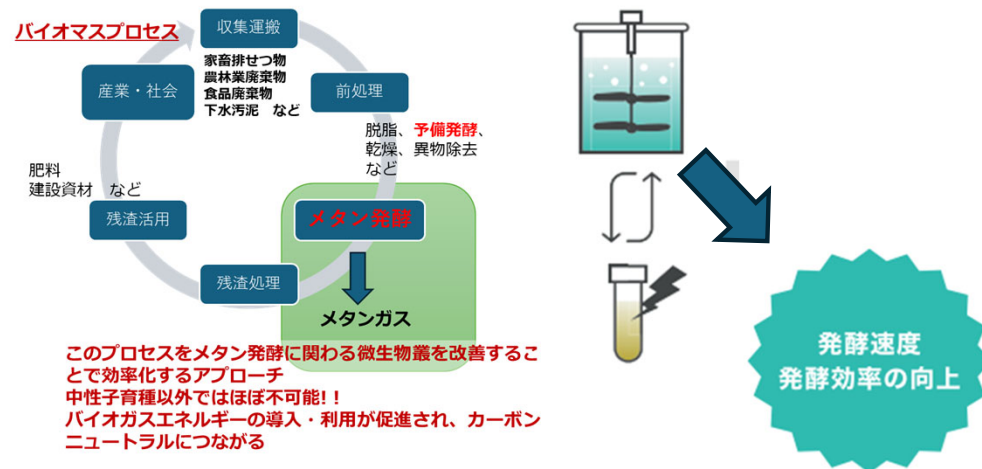 バイオマスプロセス
収集運搬
家畜排せつ物
農林業廃棄物
食品廃棄物
下水汚泥　など
産業・社会
前処理
脱脂、予備発酵、
乾燥、異物除去
など
肥料
建設資材　など
残渣活用
メタン発酵
残渣処理
メタンガス
このプロセスをメタン発酵に関わる微生物叢を改善するこ
とで効率化するアプローチ
中性子育種以外ではほぼ不可能！！
バイオガスエネルギーの導入・利用が促進され、カーボン
ニュートラルにつながる
発酵速度
発酵効率の向上